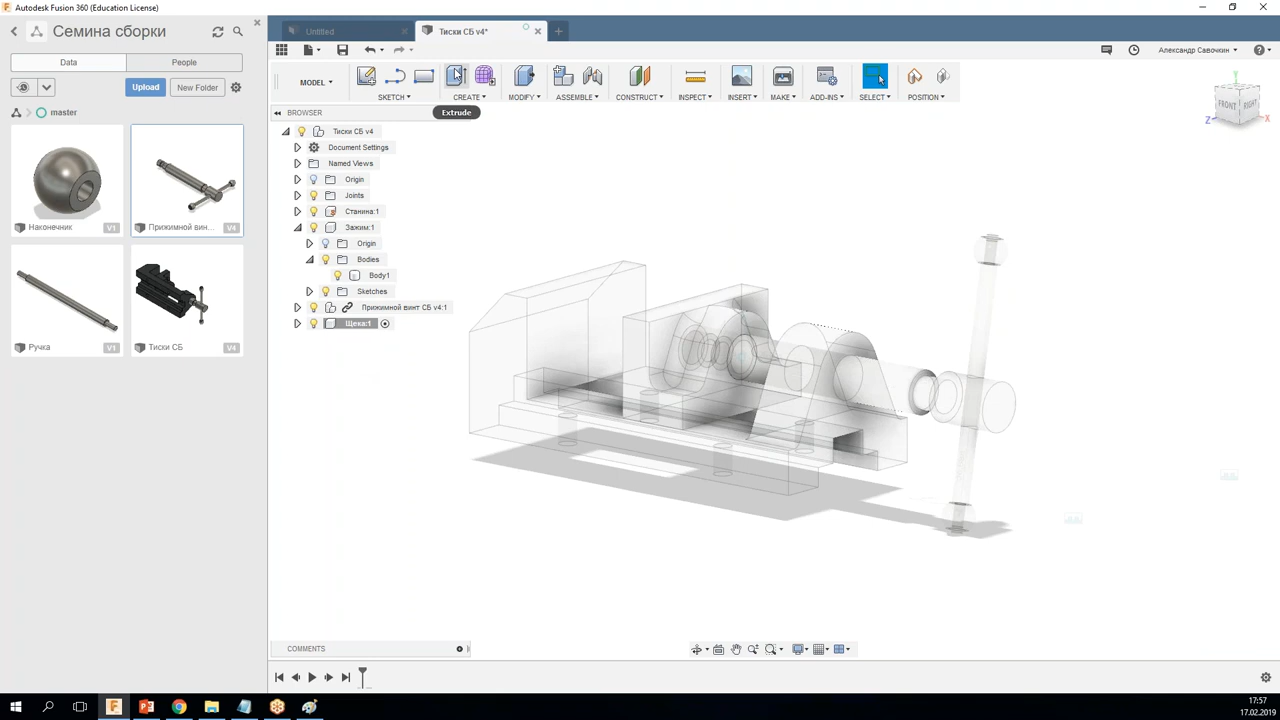 Autodesk Fusion 360 (Education License)
Семина сборки
Data
People
Upload
New Folder
master
Наконечник
V1
Прижимной вин...
V4
Ручка
V1
Тиски СБ
V4
Untitled
Тиски СБ v4*
Александр Савочкин
MODEL
SKETCH
CREATE
MODIFY
ASSEMBLE
CONSTRUCT
INSPECT
INSERT
MAKE
ADD-INS
SELECT
POSITION
Extrude
BROWSER
Тиски СБ v4
Document Settings
Named Views
Origin
Joints
Станина:1
Зажим:1
Origin
Bodies
Body1
Sketches
Прижимной винт СБ v4:1
Щека:1
FRONT
RIGHT
Y
Z
X
COMMENTS
17:57
17.02.2019